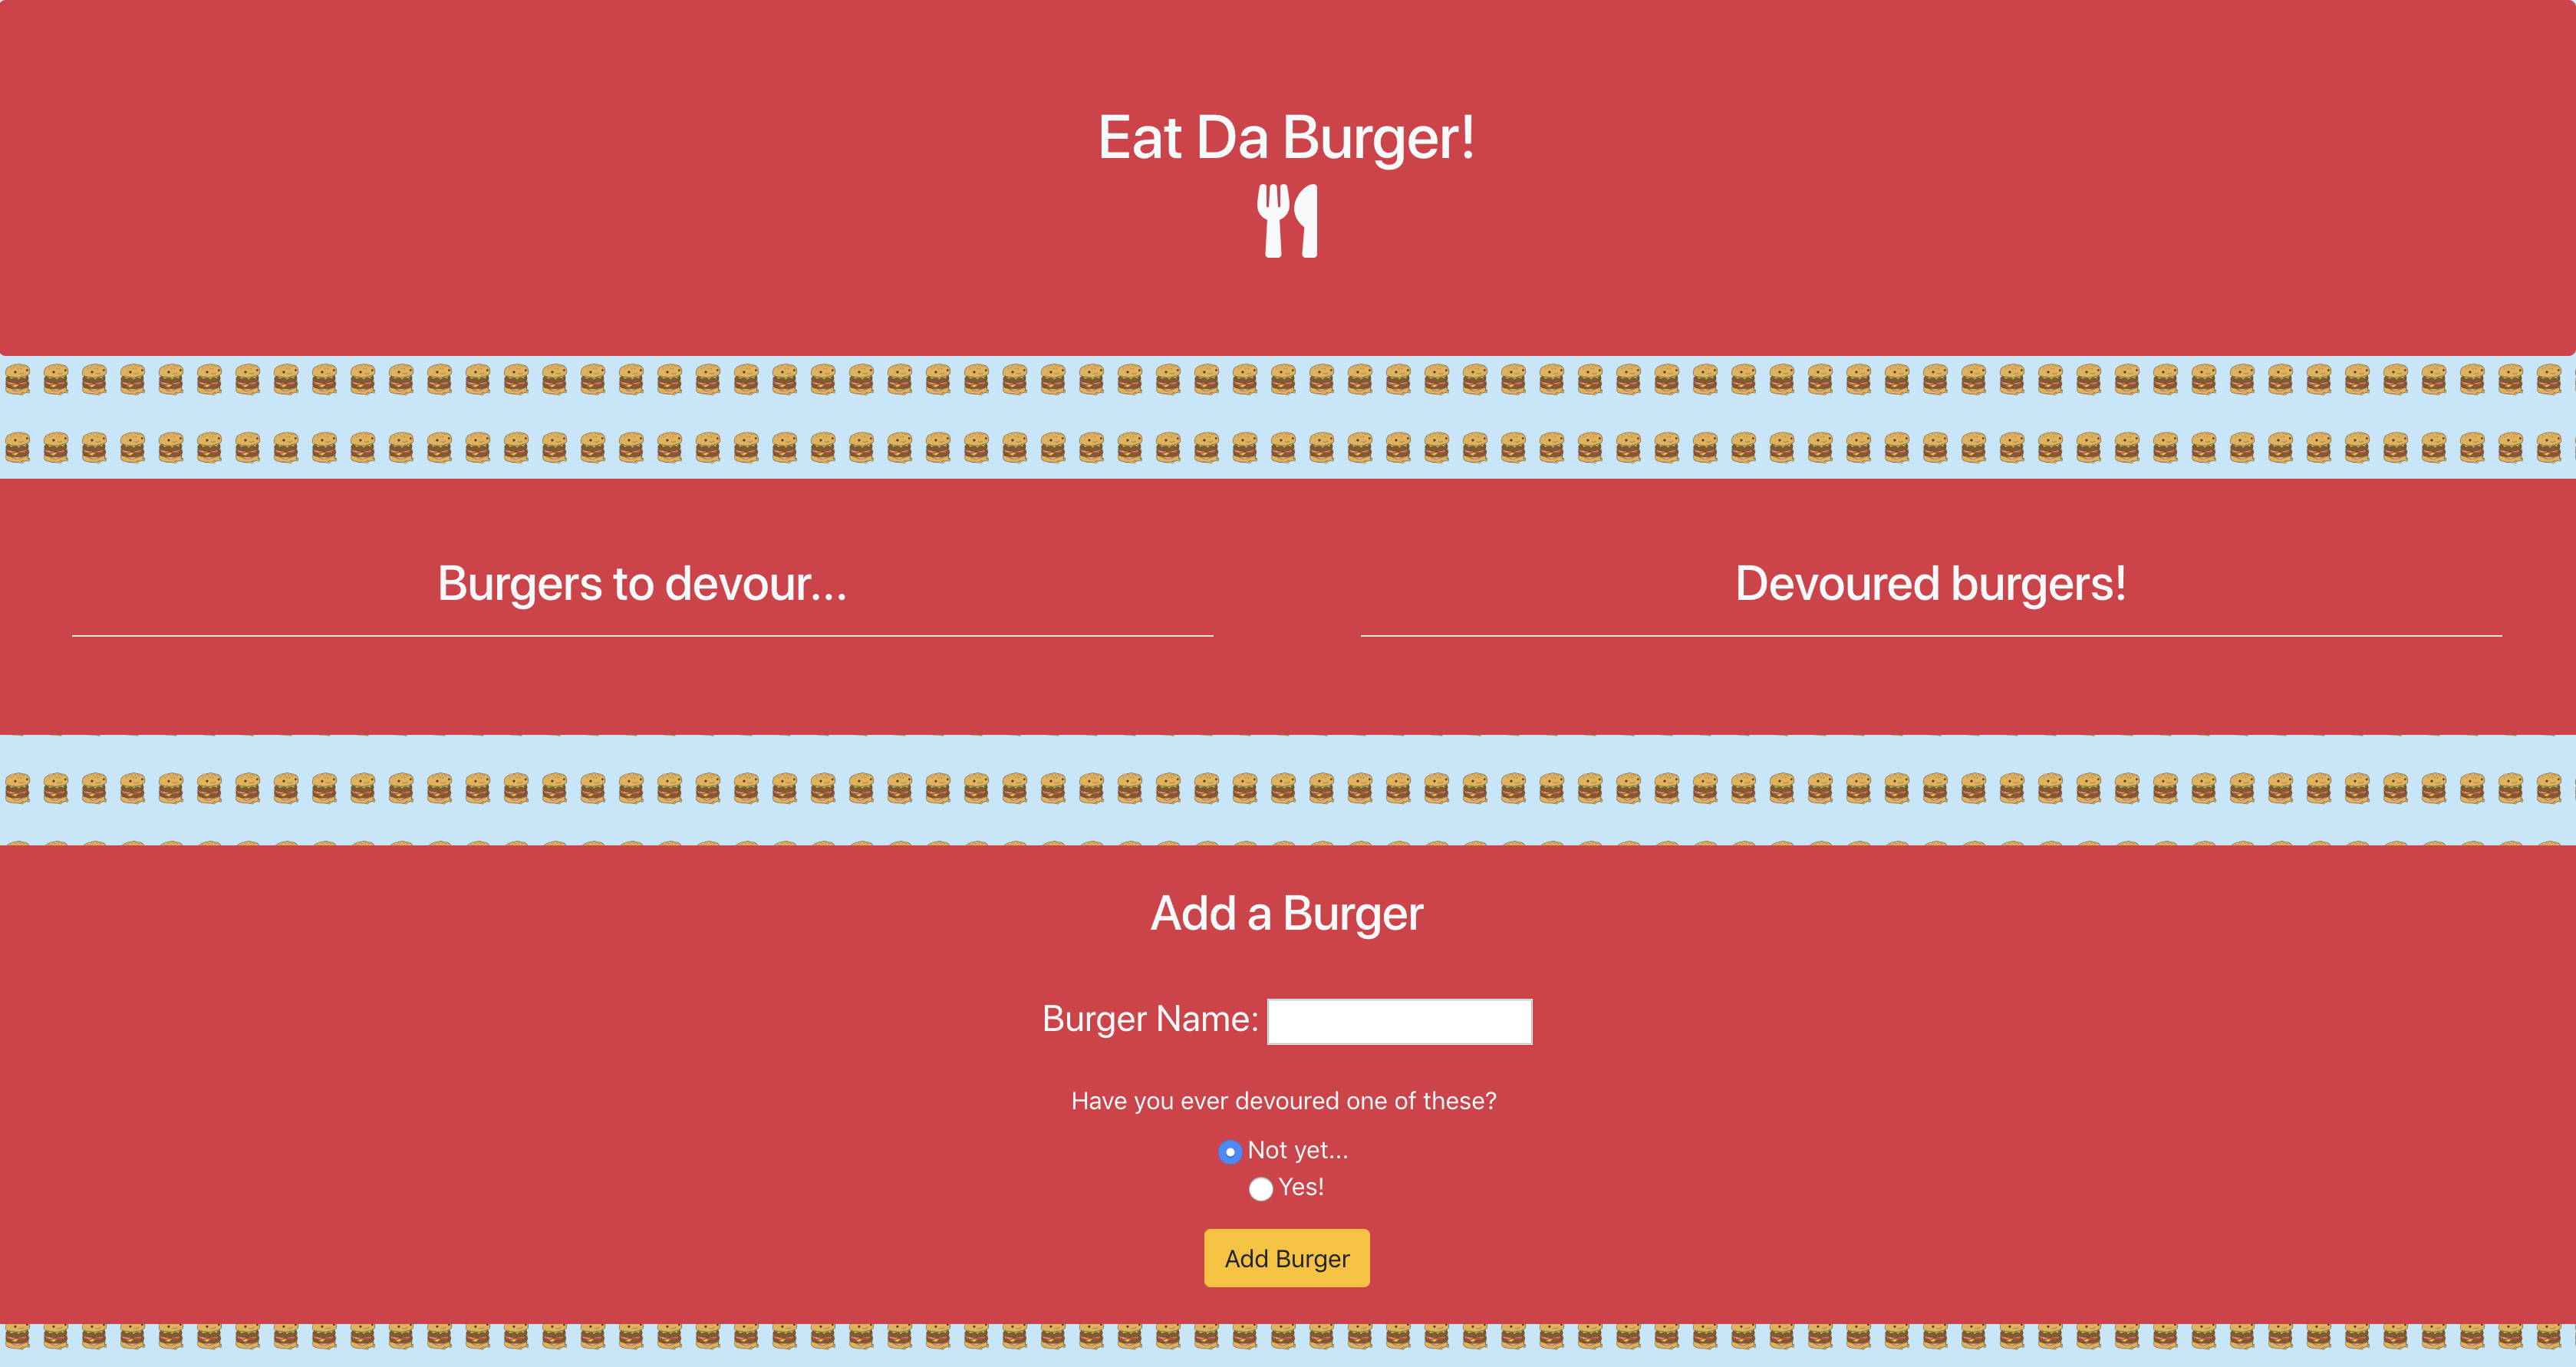 Eat Da Burger!
Burgers to devour...
Devoured burgers!
Add a Burger
Burger Name:
Have you ever devoured one of these?
Not yet...
Yes!
Add Burger